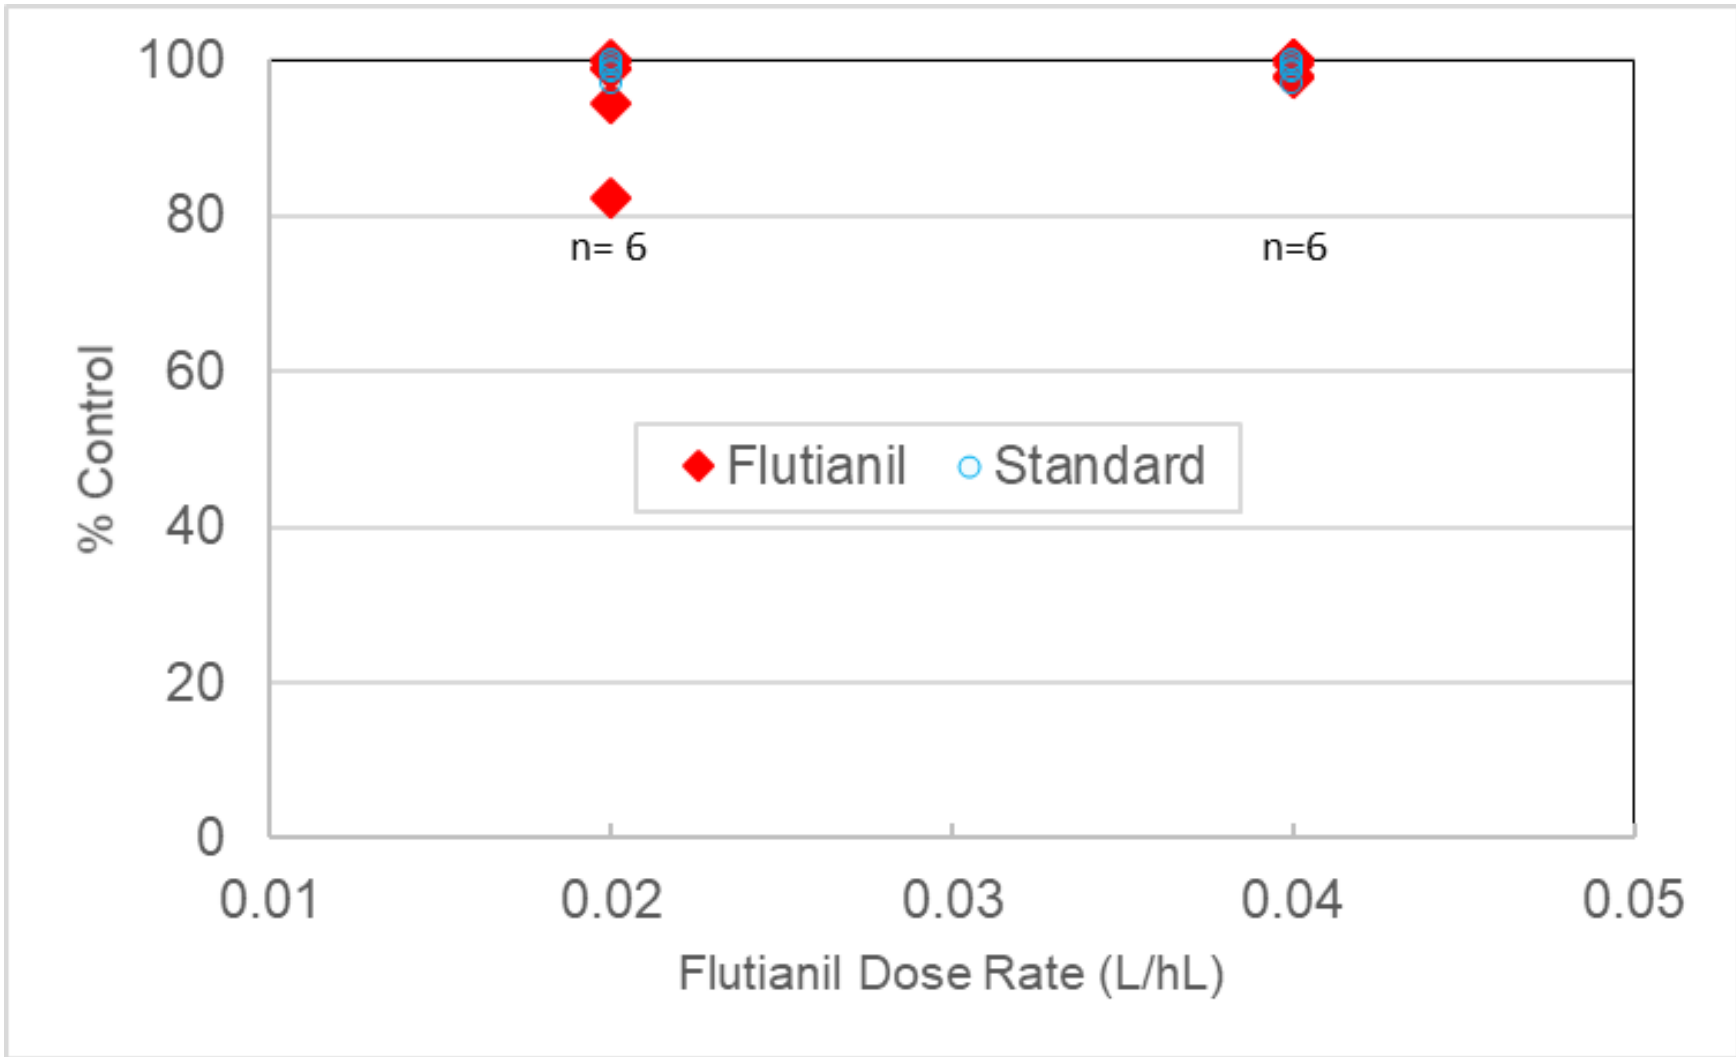 100
80
60
40
20
0
% Control
n= 6
n=6
Flutianil
Standard
0.01
0.02
0.03
0.04
0.05
Flutianil Dose Rate (L/hL)